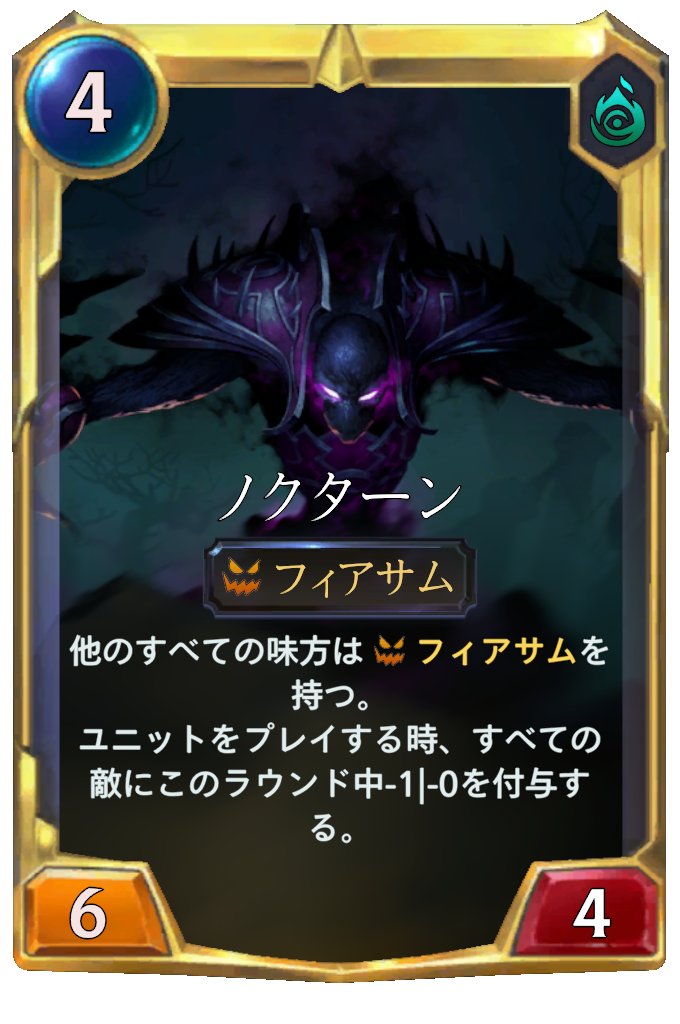 4
ノクターン
フィアサム
他のすべての味方は フィアサムを
持つ。
ユニットをプレイする時、すべての
敵にこのラウンド中-1|-0を付与す
る。
6
4